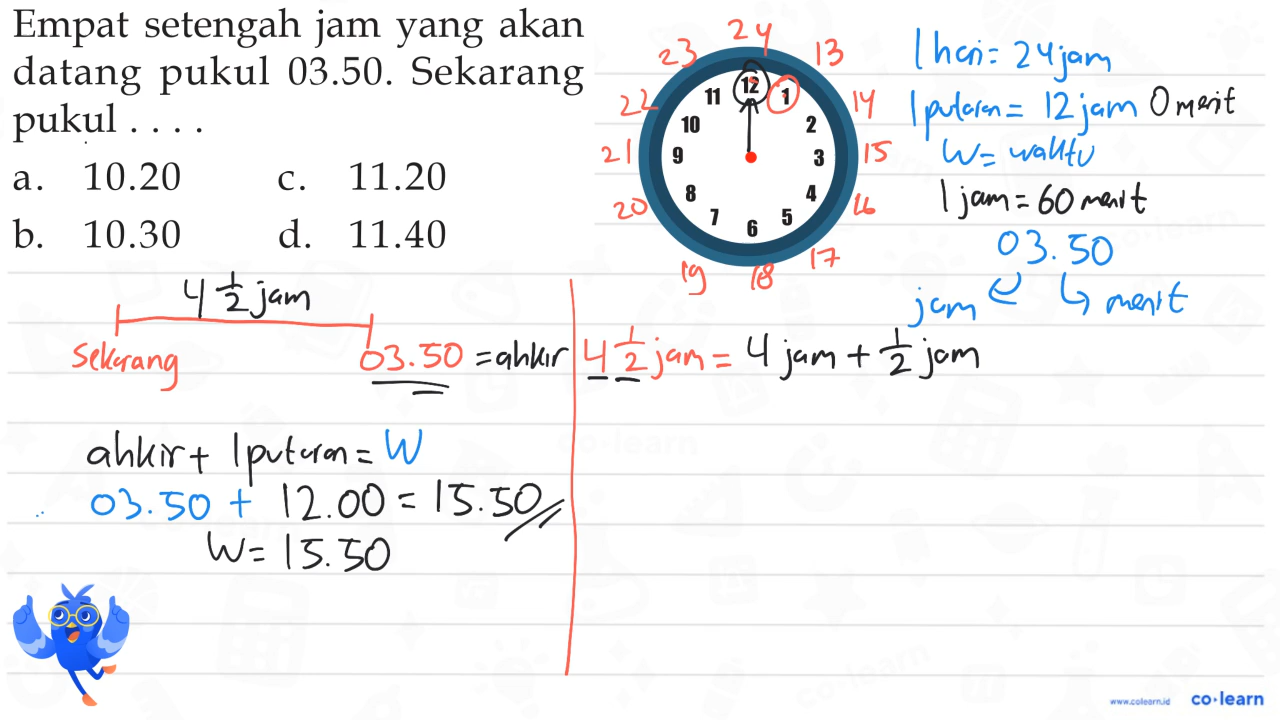 Empat setengah jam yang akan
datang pukul 03.50. Sekarang
pukul . . . .
a. 10.20 c. 11.20
b. 10.30 d. 11.40
24
23 13
22 14
21 15
20 16
19 18 17
12
11 1
10 2
9 3
8 4
7 6 5
1 hari = 24 jam
1 putaran = 12 jam 0 menit
W = waktu
1 jam = 60 menit
03.50
jam menit
4 1/2 jam
Sekarang 03.50 = ahkir
ahkir + 1 putaran = W
03.50 + 12.00 = 15.50
W = 15.50
4 1/2 jam = 4 jam + 1/2 jam
co·learn
www.colearn.id co·learn